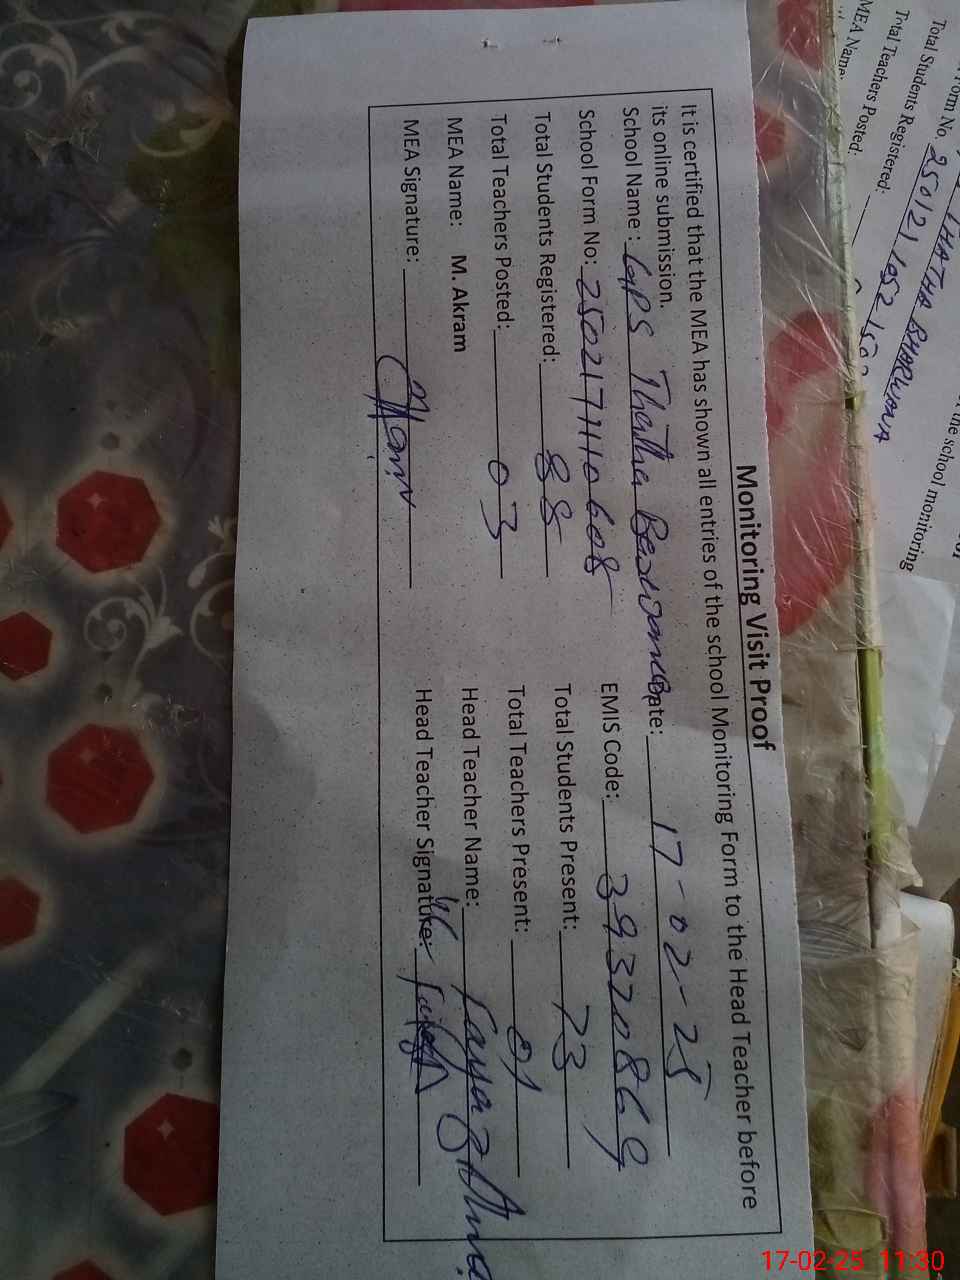 Form No. 250121 1052 150
THATHA BHARWANA
Total Students Registered:
Total Teachers Posted:
MEA Name:
the school monitoring
Monitoring Visit Proof
It is certified that the MEA has shown all entries of the school Monitoring Form to the Head Teacher before
its online submission.
School Name : GPS Thatha Date: 17-02-25
School Form No: EMIS Code: 39320869
Total Students Registered: 88 Total Students Present: 73
Total Teachers Posted: 03 Total Teachers Present: 01
MEA Name: M. Akram Head Teacher Name:
MEA Signature: Head Teacher Signature:
17-02-25 11:30